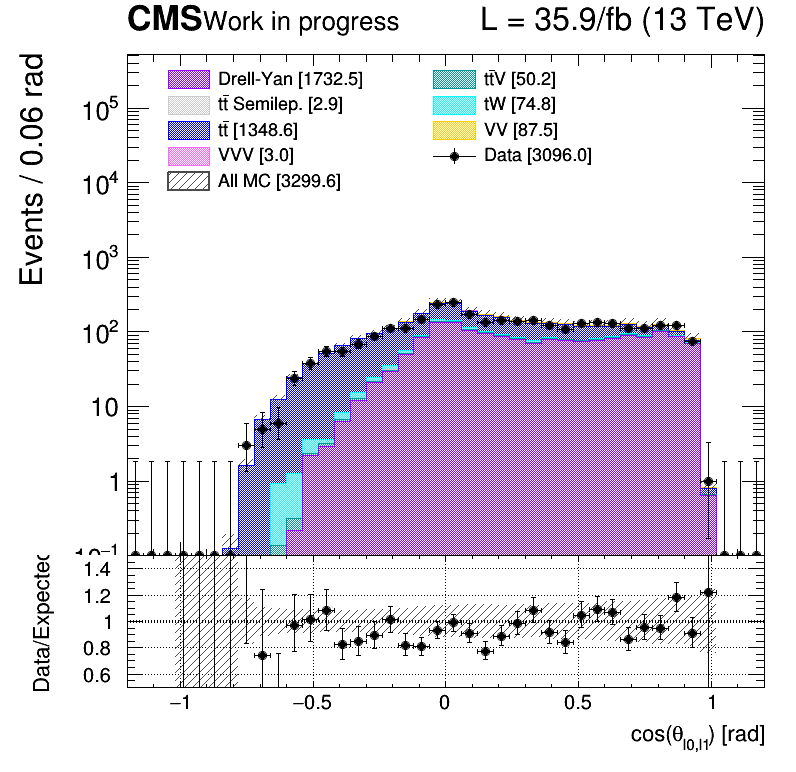 CMS Work in progress L = 35.9/fb (13 TeV)
Drell-Yan [1732.5] tt̄V [50.2]
tt̄ Semilep. [2.9] tW [74.8]
tt̄ [1348.6] VV [87.5]
VVV [3.0] Data [3096.0]
All MC [3299.6]
Events / 0.06 rad
10⁵
10⁴
10³
10²
10
1
10⁻¹
Data/Expected
1.4
1.2
1
0.8
0.6
−1 −0.5 0 0.5 1
cos(θ_l0,l1) [rad]